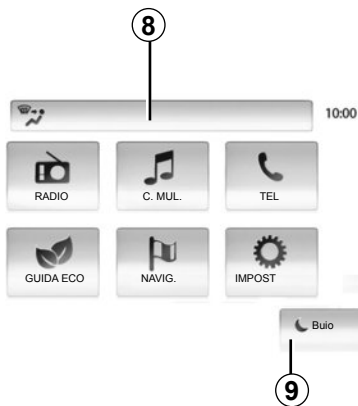 8
10:00
RADIO
C. MUL.
TEL
GUIDA ECO
NAVIG.
IMPOST
Buio
9